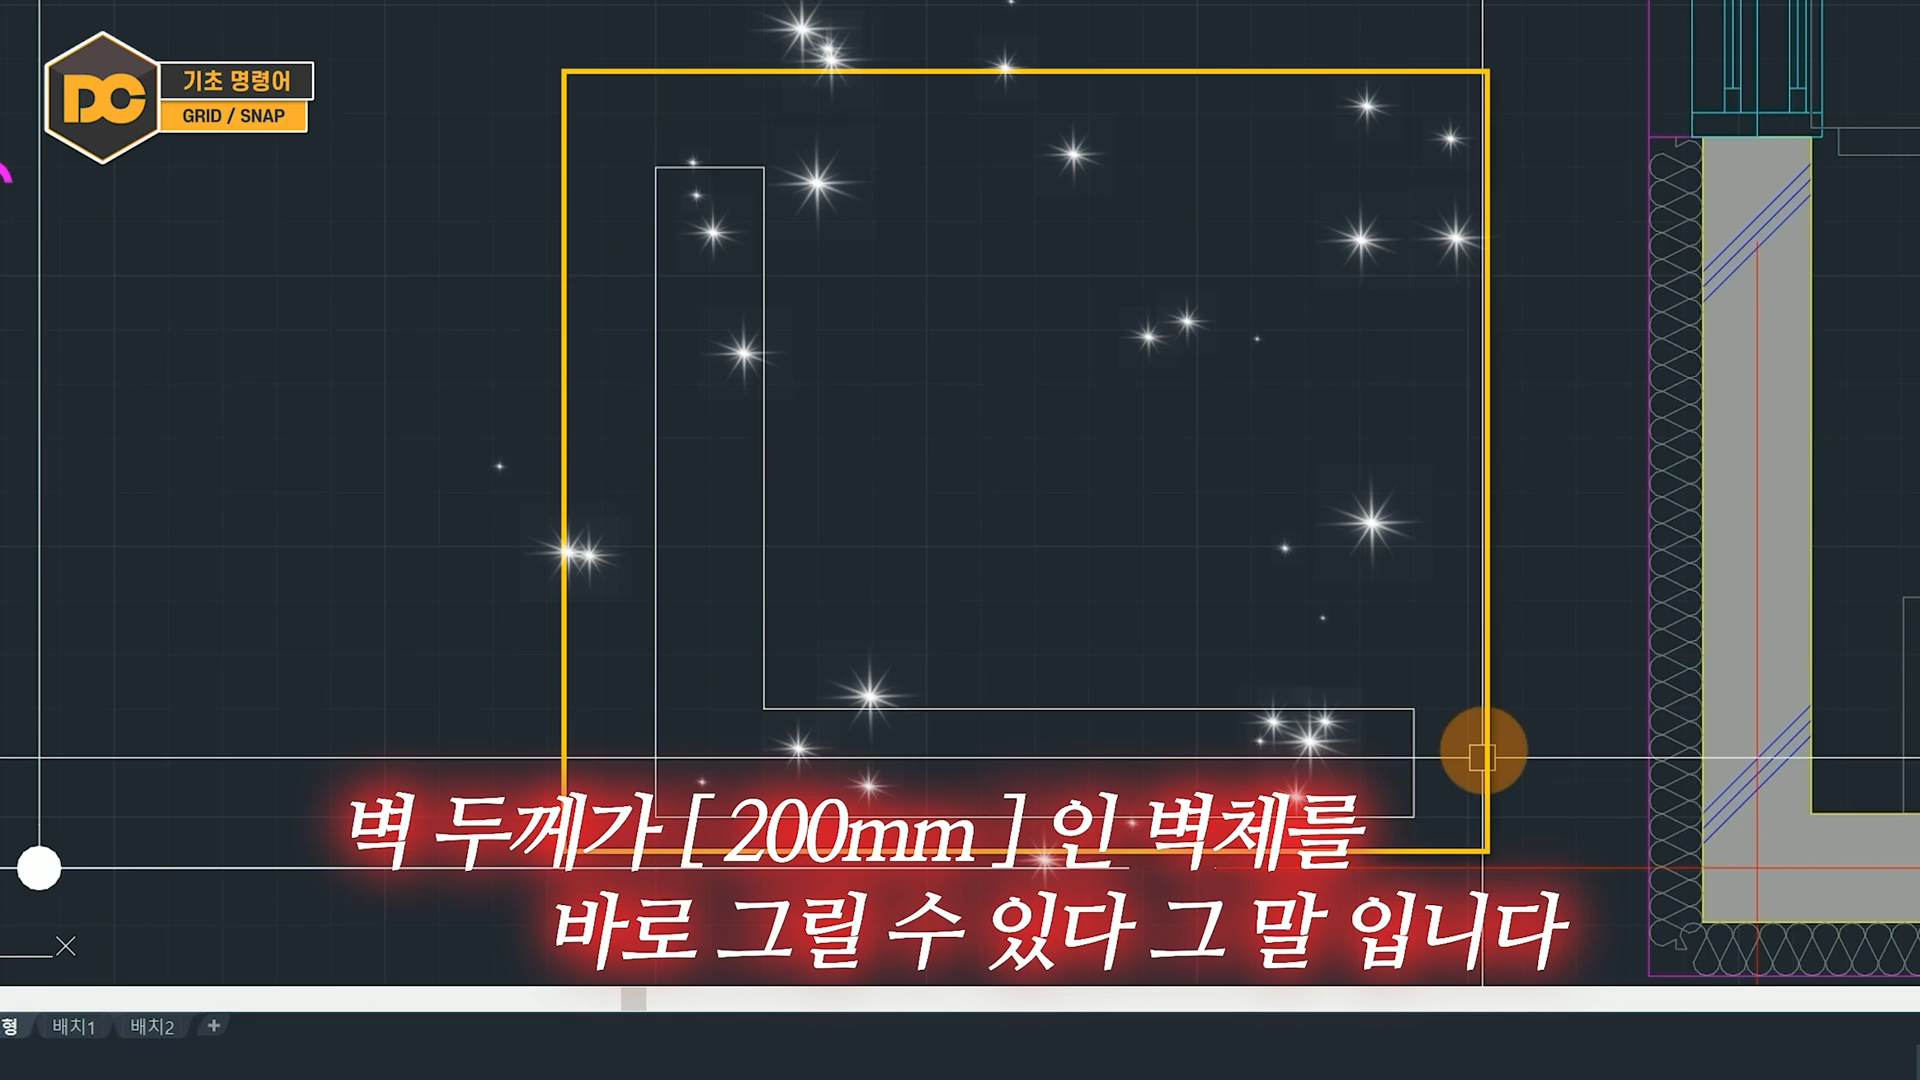 DC
기초 명령어
GRID / SNAP
벽 두께가 [ 200mm ] 인 벽체를
바로 그릴 수 있다 그 말 입니다
X
형 배치1 배치2 +